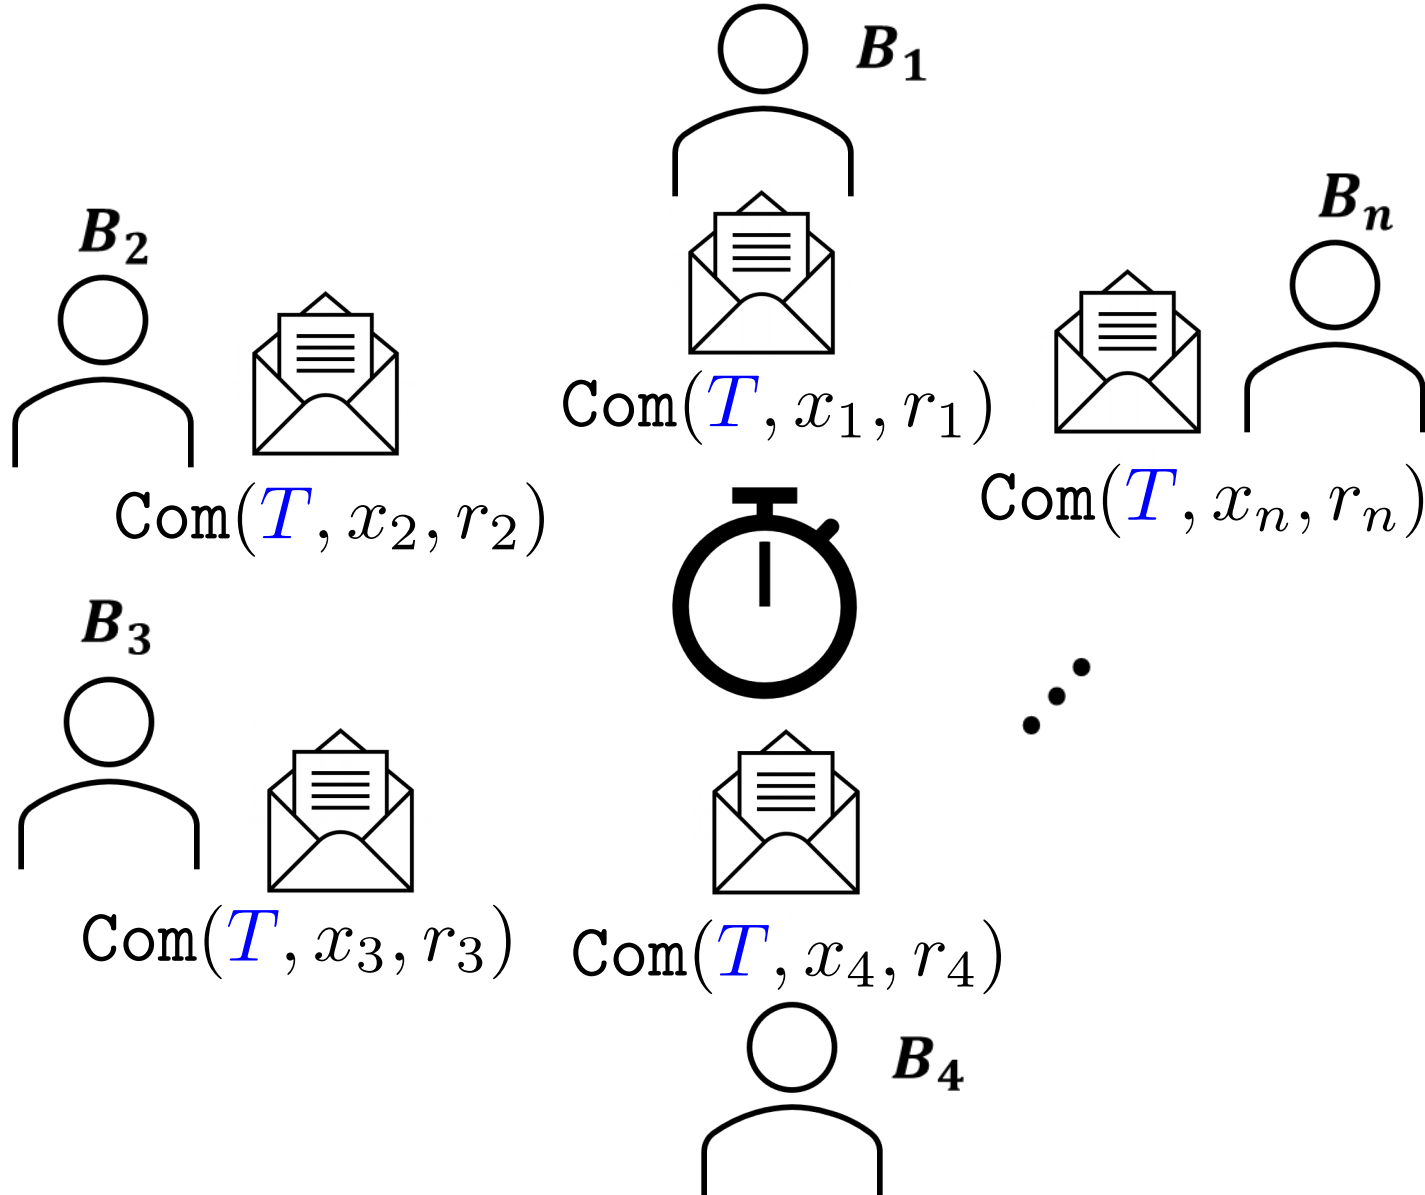 B₁
Bₙ
B₂
Com(T, x₁, r₁)
Com(T, xₙ, rₙ)
Com(T, x₂, r₂)
B₃
Com(T, x₃, r₃)
Com(T, x₄, r₄)
B₄